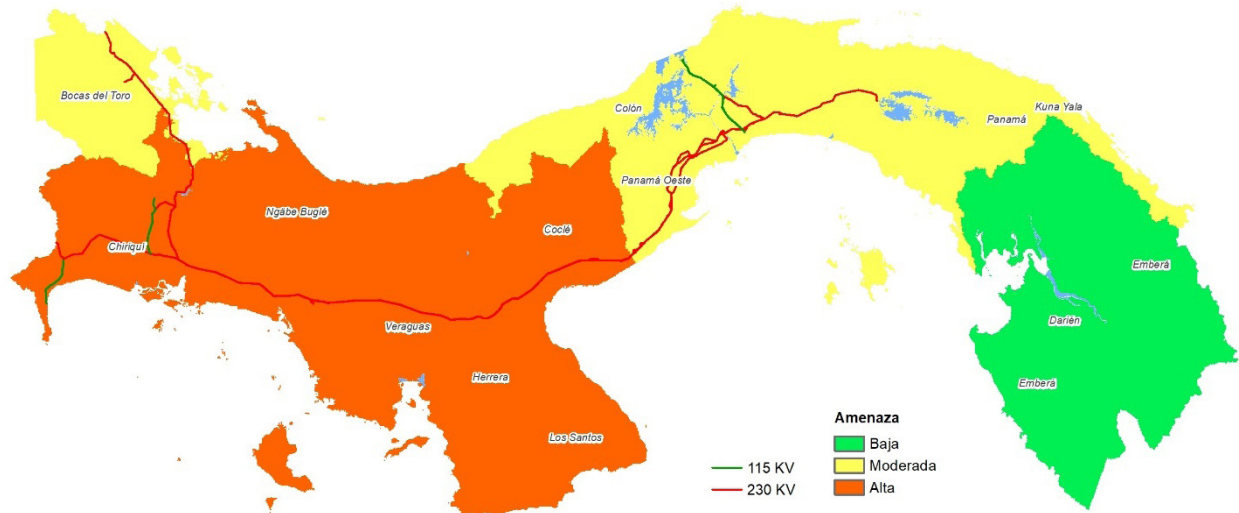 Bocas del Toro
Colón
Kuna Yala
Panamá
Panamá Oeste
Ngäbe Buglé
Coclé
Chiriquí
Emberá
Darién
Veraguas
Herrera
Emberá
Los Santos
Amenaza
Baja
Moderada
Alta
115 KV
230 KV